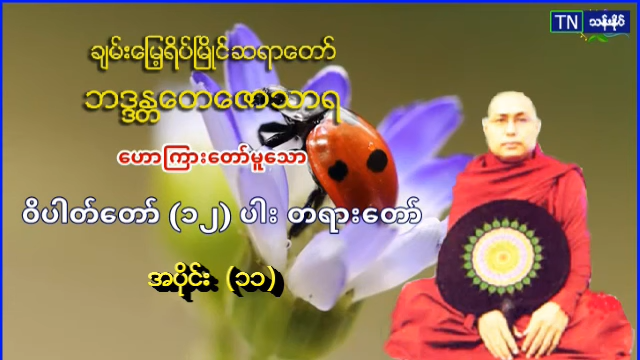 TN သန်းနိုင်
ချမ်းမြေ့ရိပ်မြိုင်ဆရာတော်
ဘဒ္ဒန္တတေဇောသာရ
ဟောကြားတော်မူသော
ဝိပါတ်တော် (၁၂) ပါး တရားတော်
အပိုင်း (၁၁)